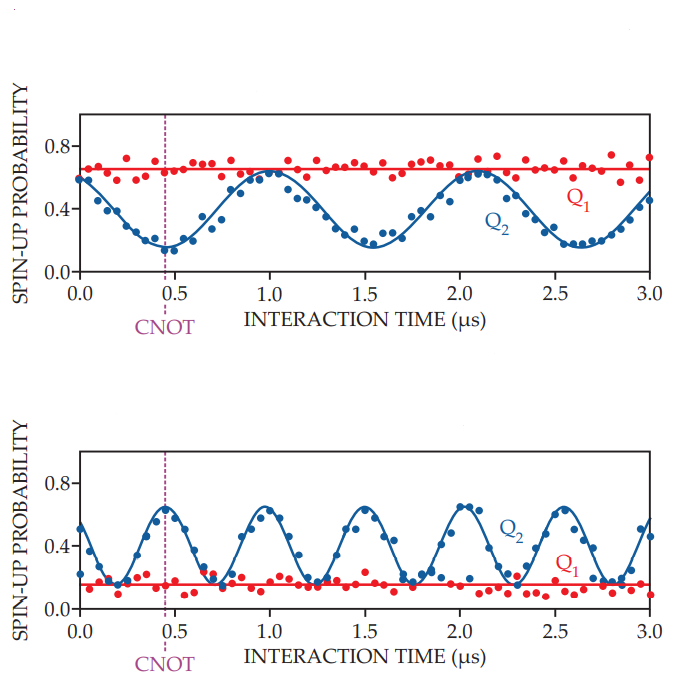 SPIN-UP PROBABILITY
0.8
0.4
0.0
Q1
Q2
0.0 0.5 1.0 1.5 2.0 2.5 3.0
CNOT
INTERACTION TIME (µs)
SPIN-UP PROBABILITY
0.8
0.4
0.0
Q2
Q1
0.0 0.5 1.0 1.5 2.0 2.5 3.0
CNOT
INTERACTION TIME (µs)